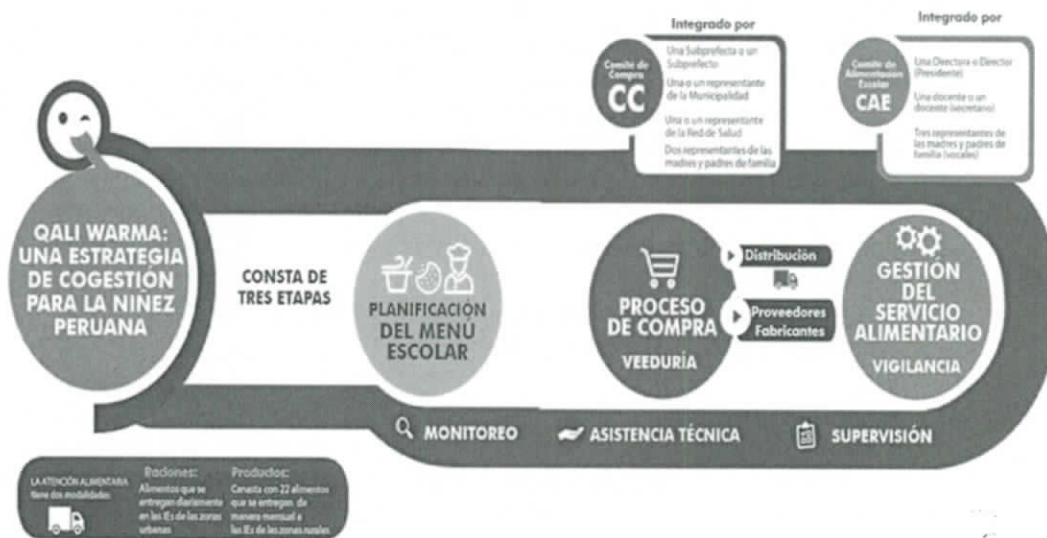 Integrado por
Comité de
Compra
CC
Una Subprefecta o un
Subprefecto
Una o un representante
de la Municipalidad
Una o un representante
de la Red de Salud
Dos representantes de las
madres y padres de familia
Integrado por
Comité de
Alimentación
Escolar
CAE
Una Directora o Director
(Presidente)
Una docente o un
docente (secretario)
Tres representantes de
las madres y padres de
familia (vocales)
QALI WARMA:
UNA ESTRATEGIA
DE COGESTIÓN
PARA LA NIÑEZ
PERUANA
CONSTA DE
TRES ETAPAS
PLANIFICACIÓN
DEL MENÚ
ESCOLAR
PROCESO
DE COMPRA
VEEDURÍA
Distribución
Proveedores
Fabricantes
GESTIÓN
DEL
SERVICIO
ALIMENTARIO
VIGILANCIA
MONITOREO
ASISTENCIA TÉCNICA
SUPERVISIÓN
LA ATENCIÓN ALIMENTARIA
tiene dos modalidades:
Raciones:
Alimentos que se
entregan diariamente
en las IEs de las zonas
urbanas
Productos:
Canasta con 22 alimentos
que se entregan de
manera mensual a
las IEs de las zonas rurales